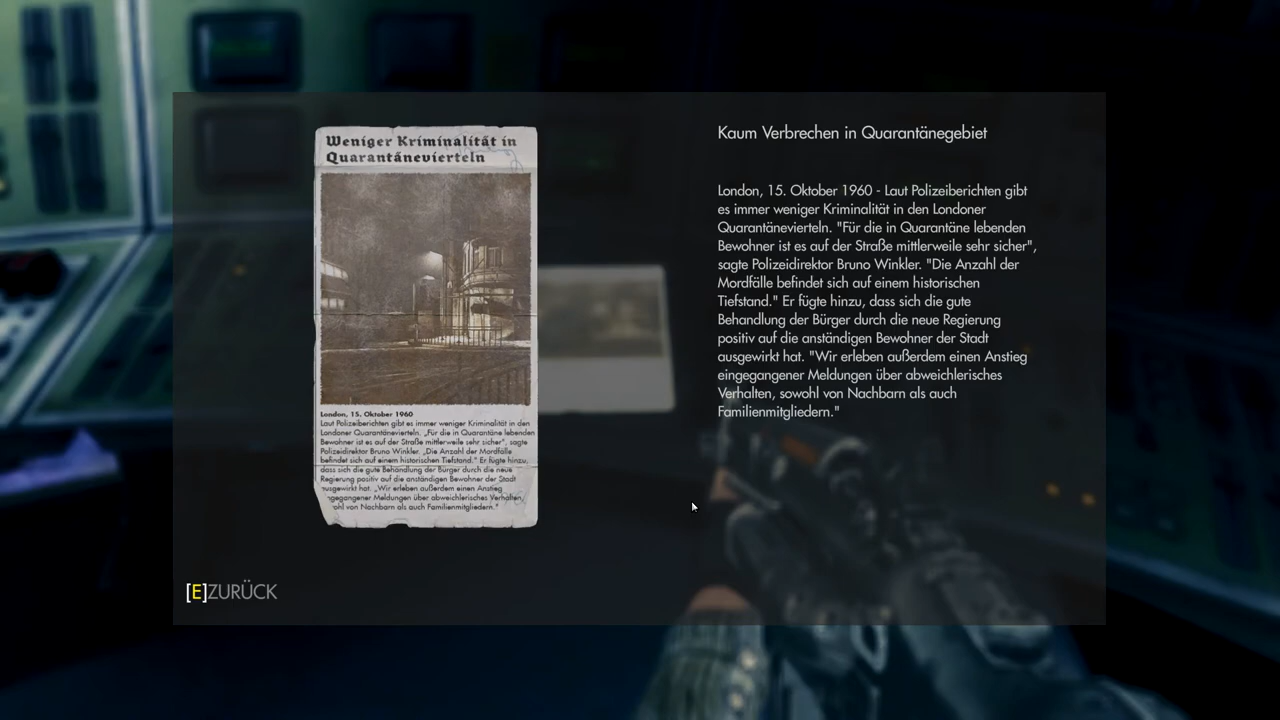 Weniger Kriminalität in
Quarantänevierteln
London, 15. Oktober 1960
Laut Polizeiberichten gibt es immer weniger Kriminalität in den
Londoner Quarantänevierteln. „Für die in Quarantäne lebenden
Bewohner ist es auf der Straße mittlerweile sehr sicher", sagte
Polizeidirektor Bruno Winkler. „Die Anzahl der Mordfälle
befindet sich auf einem historischen Tiefstand." Er fügte hinzu,
dass sich die gute Behandlung der Bürger durch die neue
Regierung positiv auf die anständigen Bewohner der Stadt
ausgewirkt hat. „Wir erleben außerdem einen Anstieg
ngegangener Meldungen über abweichlerisches Verhalten,
ohl von Nachbarn als auch Familienmitgliedern."
Kaum Verbrechen in Quarantänegebiet
London, 15. Oktober 1960 - Laut Polizeiberichten gibt
es immer weniger Kriminalität in den Londoner
Quarantänevierteln. "Für die in Quarantäne lebenden
Bewohner ist es auf der Straße mittlerweile sehr sicher",
sagte Polizeidirektor Bruno Winkler. "Die Anzahl der
Mordfälle befindet sich auf einem historischen
Tiefstand." Er fügte hinzu, dass sich die gute
Behandlung der Bürger durch die neue Regierung
positiv auf die anständigen Bewohner der Stadt
ausgewirkt hat. "Wir erleben außerdem einen Anstieg
eingegangener Meldungen über abweichlerisches
Verhalten, sowohl von Nachbarn als auch
Familienmitgliedern."
[E]ZURÜCK